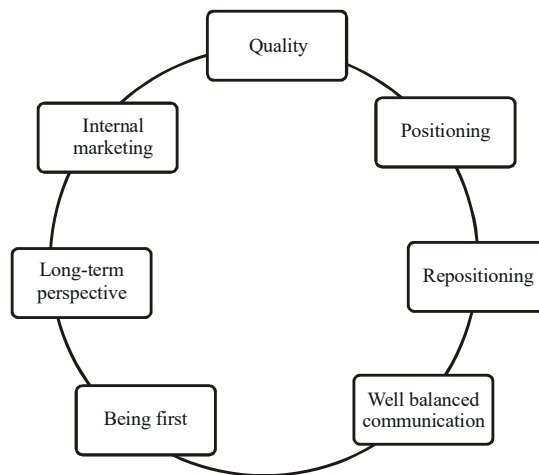 Quality
Positioning
Repositioning
Well balanced
communication
Being first
Long-term
perspective
Internal
marketing